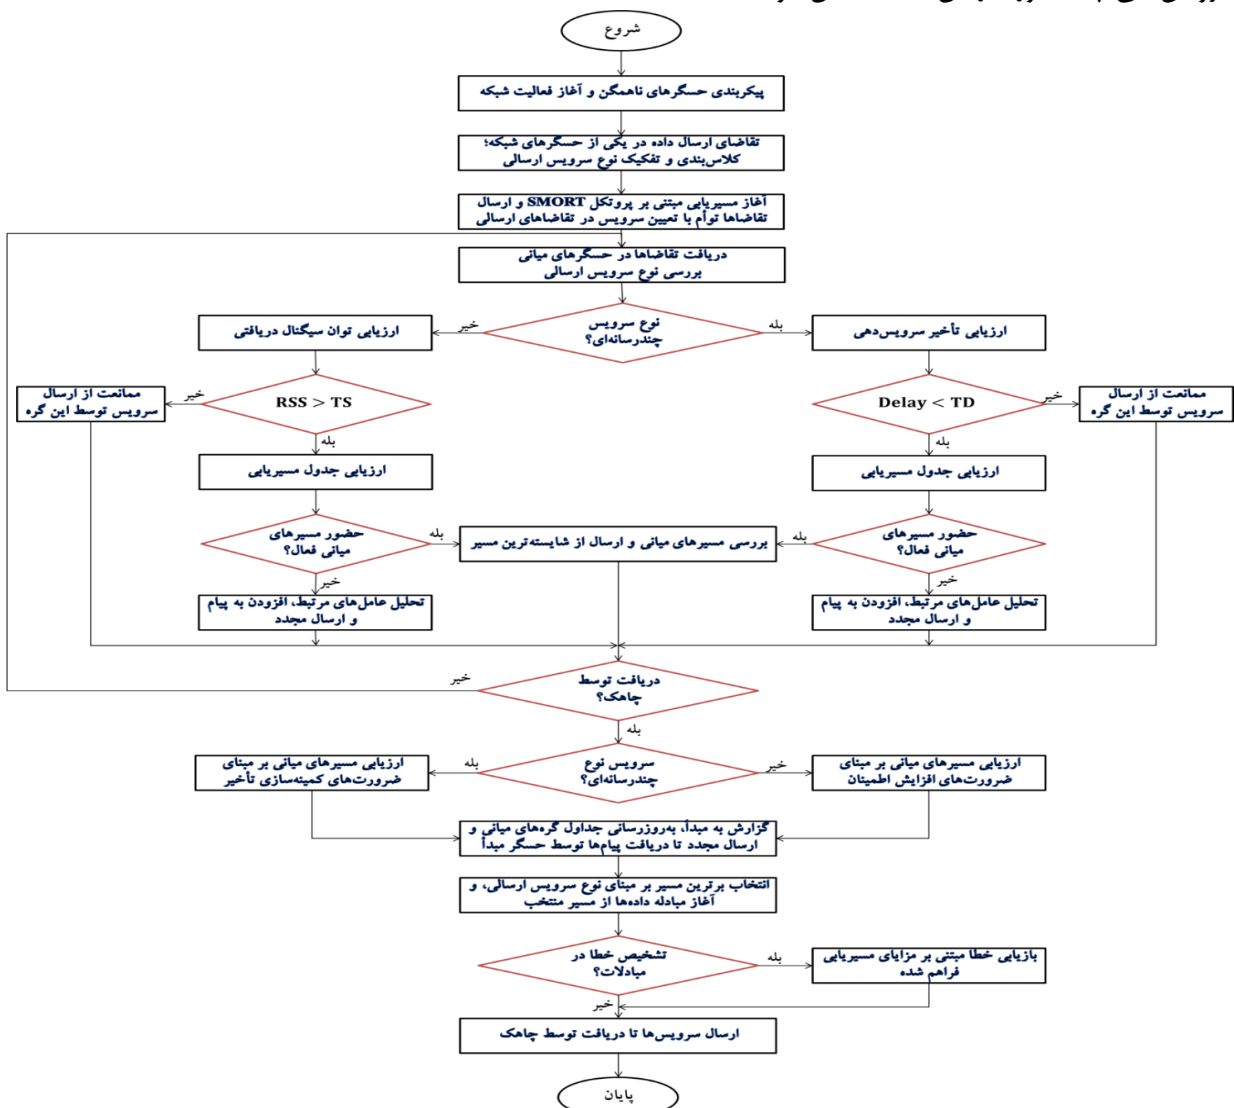 شروع
پیکربندی حسگرهای ناهمگن و آغاز فعالیت شبکه
تقاضای ارسال داده در یکی از حسگرهای شبکه؛
کلاس‌بندی و تفکیک نوع سرویس ارسالی
آغاز مسیریابی مبتنی بر پروتکل SMORT و ارسال
تقاضاها توأم با تعیین سرویس در تقاضاهای ارسالی
دریافت تقاضاها در حسگرهای میانی
بررسی نوع سرویس ارسالی
نوع سرویس
چندرسانه‌ای؟
بله
خیر
ارزیابی تأخیر سرویس‌دهی
ارزیابی توان سیگنال دریافتی
Delay < TD
خیر
ممانعت از ارسال
سرویس توسط این گره
بله
RSS > TS
خیر
ممانعت از ارسال
سرویس توسط این گره
بله
ارزیابی جدول مسیریابی
ارزیابی جدول مسیریابی
حضور مسیرهای
میانی فعال؟
بله
خیر
بررسی مسیرهای میانی و ارسال از شایسته‌ترین مسیر
حضور مسیرهای
میانی فعال؟
بله
خیر
تحلیل عامل‌های مرتبط، افزودن به پیام
و ارسال مجدد
تحلیل عامل‌های مرتبط، افزودن به پیام
و ارسال مجدد
دریافت توسط
چاهک؟
خیر
بله
سرویس نوع
چندرسانه‌ای؟
خیر
بله
ارزیابی مسیرهای میانی بر مبنای
ضرورت‌های افزایش اطمینان
ارزیابی مسیرهای میانی بر مبنای
ضرورت‌های کمینه‌سازی تأخیر
گزارش به مبدأ، به‌روزرسانی جداول گره‌های میانی و
ارسال مجدد تا دریافت پیام‌ها توسط حسگر مبدأ
انتخاب برترین مسیر بر مبنای نوع سرویس ارسالی، و
آغاز مبادله داده‌ها از مسیر منتخب
تشخیص خطا در
مبادلات؟
بله
خیر
بازیابی خطا مبتنی بر مزایای مسیریابی
فراهم شده
ارسال سرویس‌ها تا دریافت توسط چاهک
پایان